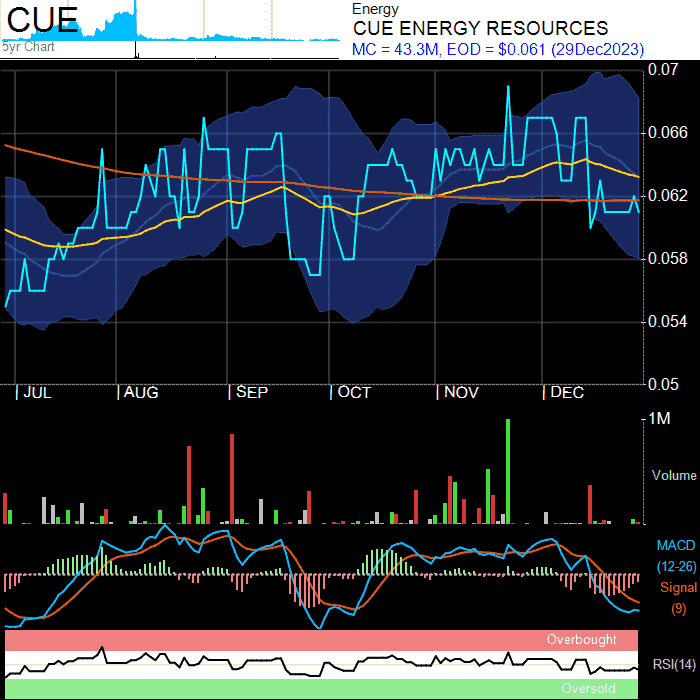 CUE
5yr Chart
Energy
CUE ENERGY RESOURCES
MC = 43.3M, EOD = $0.061 (29Dec2023)
0.07
0.066
0.062
0.058
0.054
0.05
JUL AUG SEP OCT NOV DEC
1M
Volume
0
MACD
(12-26)
Signal
(9)
Overbought
RSI(14)
Oversold